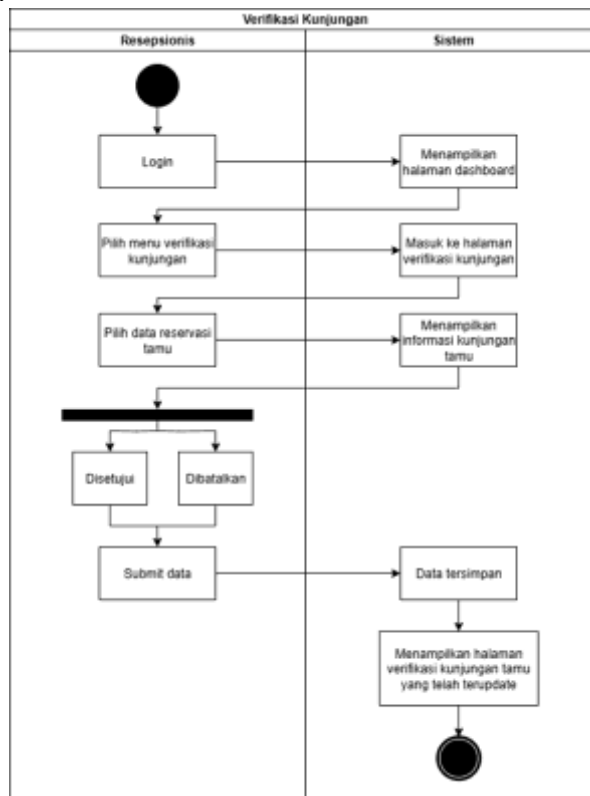 Verifikasi Kunjungan
Resepsionis
Sistem
Login
Menampilkan
halaman dashboard
Pilih menu verifikasi
kunjungan
Masuk ke halaman
verifikasi kunjungan
Pilih data reservasi
tamu
Menampilkan
informasi kunjungan
tamu
Disetujui
Dibatalkan
Submit data
Data tersimpan
Menampilkan halaman
verifikasi kunjungan tamu
yang telah terupdate